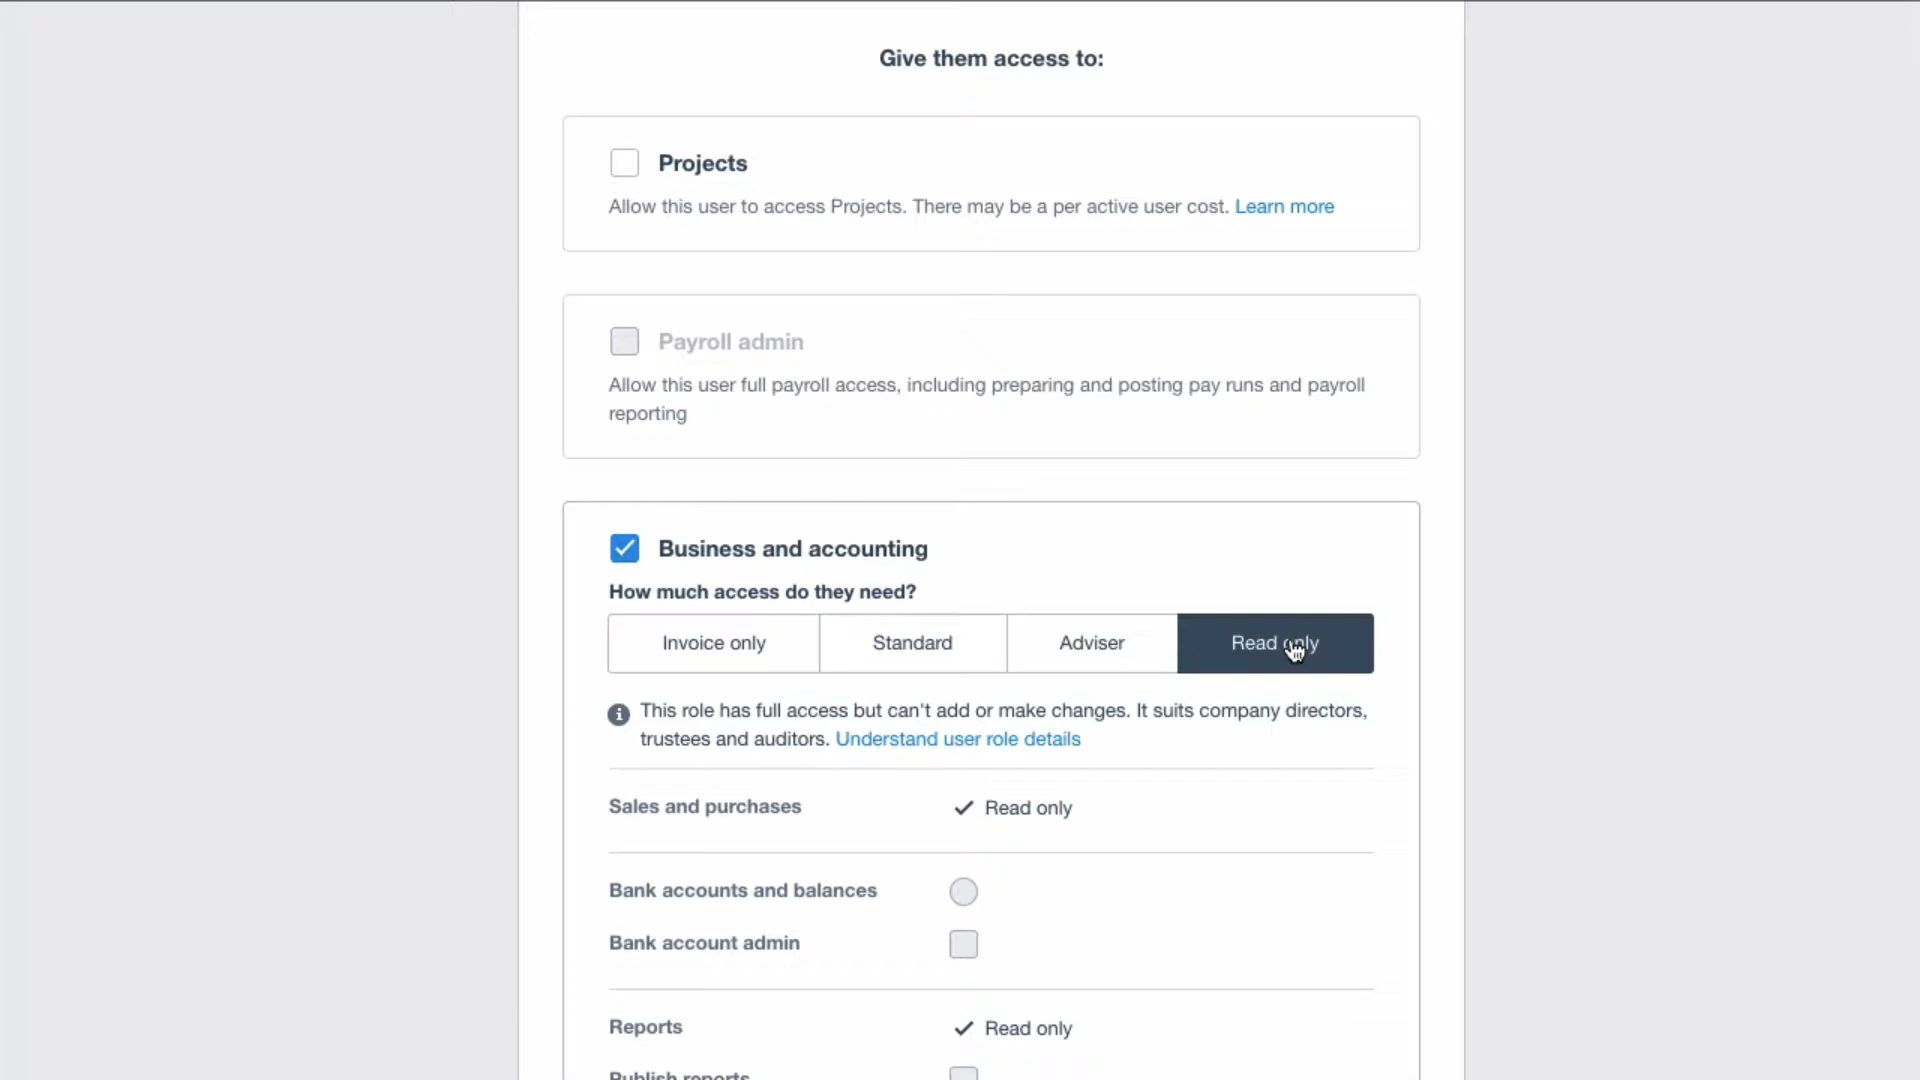 Give them access to:
Projects
Allow this user to access Projects. There may be a per active user cost. Learn more
Payroll admin
Allow this user full payroll access, including preparing and posting pay runs and payroll
reporting
Business and accounting
How much access do they need?
Invoice only
Standard
Adviser
Read only
This role has full access but can't add or make changes. It suits company directors,
trustees and auditors. Understand user role details
Sales and purchases
Read only
Bank accounts and balances
Bank account admin
Reports
Read only
Publish reports